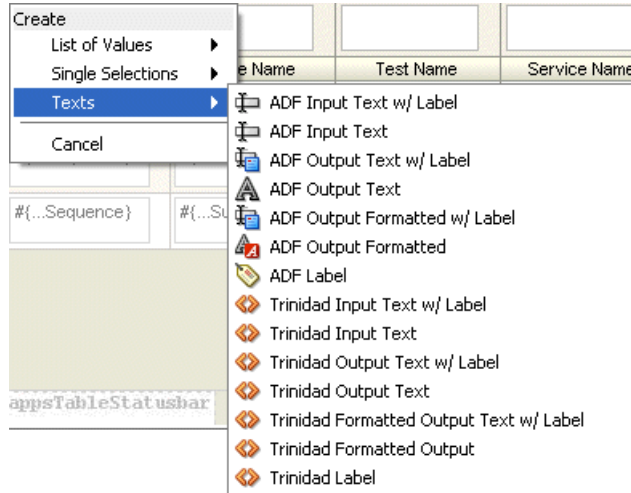 Create
List of Values
Single Selections
Texts
Cancel
e Name Test Name Service Name
ADF Input Text w/ Label
ADF Input Text
ADF Output Text w/ Label
ADF Output Text
ADF Output Formatted w/ Label
ADF Output Formatted
ADF Label
Trinidad Input Text w/ Label
Trinidad Input Text
Trinidad Output Text w/ Label
Trinidad Output Text
Trinidad Formatted Output Text w/ Label
Trinidad Formatted Output
Trinidad Label
#{...Sequence} #{...Su
appsTableStatusbar